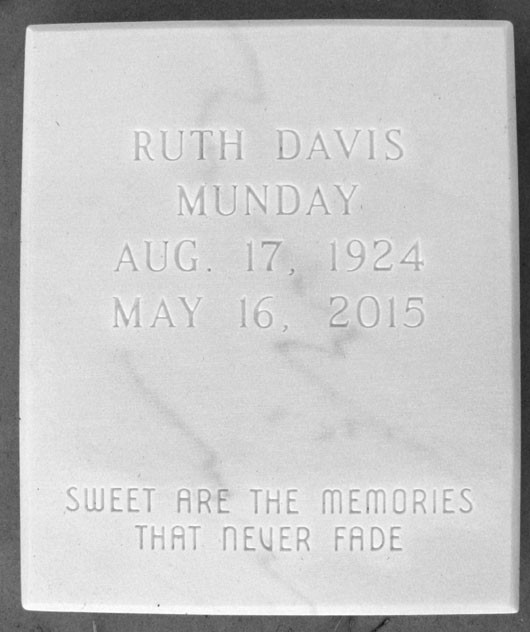 RUTH DAVIS
MUNDAY
AUG. 17, 1924
MAY 16, 2015
SWEET ARE THE MEMORIES
THAT NEVER FADE